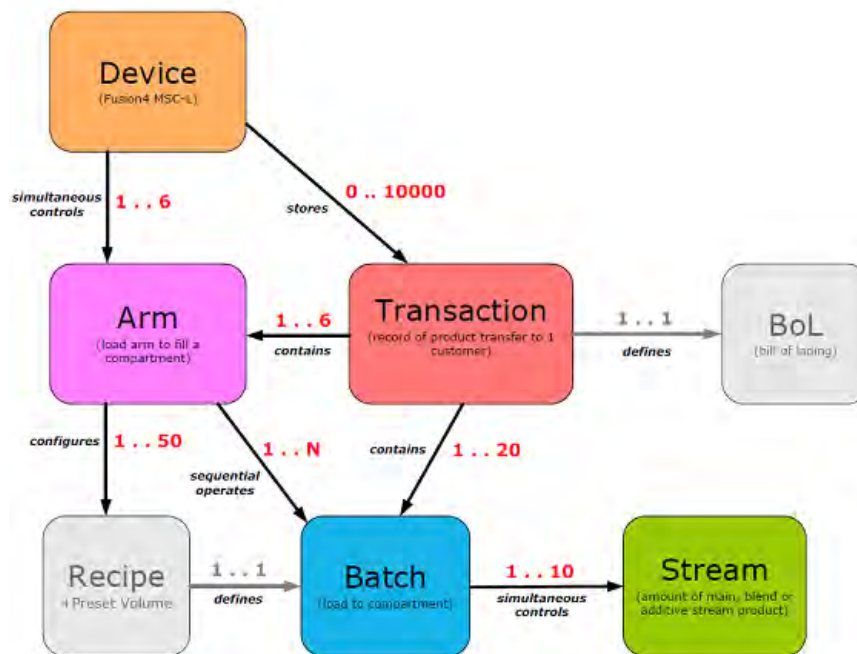 Device
(Fusion4 MSC-L)
simultaneous
controls
1 . . 6
0 .. 10000
stores
Arm
(load arm to fill a
compartment)
1 . . 6
contains
Transaction
(record of product transfer to 1
customer)
1 . . 1
defines
BoL
(bill of lading)
configures
1 . . 50
1 . . N
sequential
operates
contains
1 . . 20
Recipe
+ Preset Volume
1 . . 1
defines
Batch
(load to compartment)
1 . . 10
simultaneous
controls
Stream
(amount of main, blend or
additive stream product)